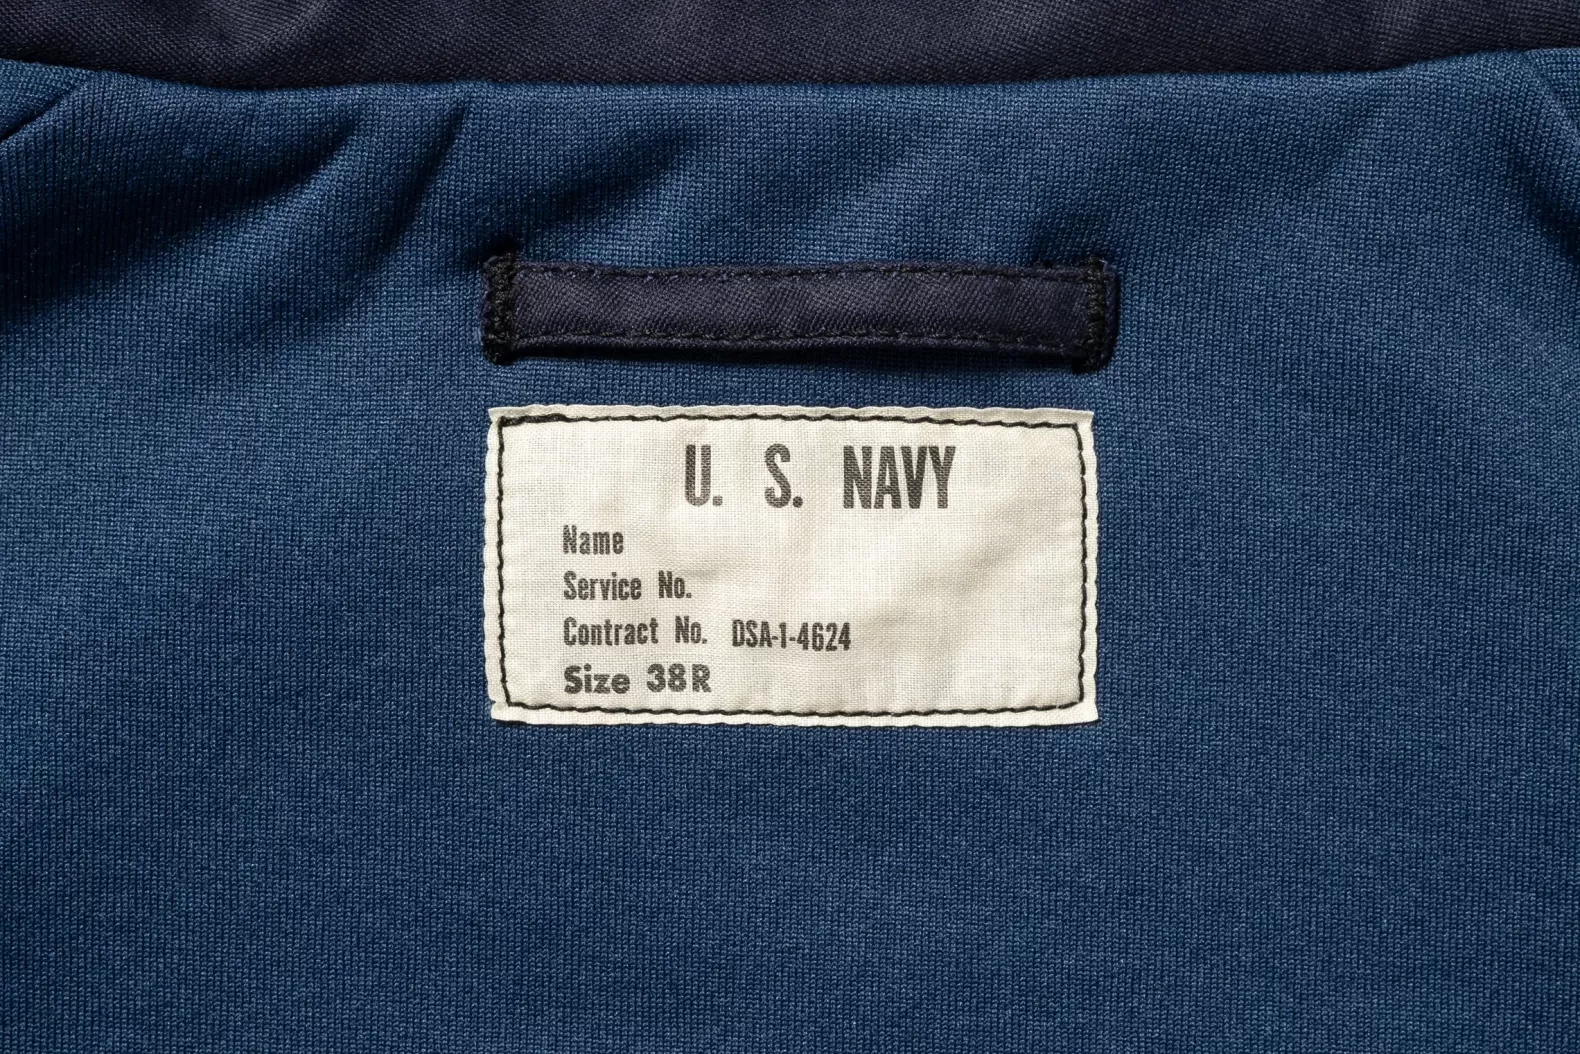 U. S. NAVY
Name
Service No.
Contract No. DSA-1-4624
Size 38R